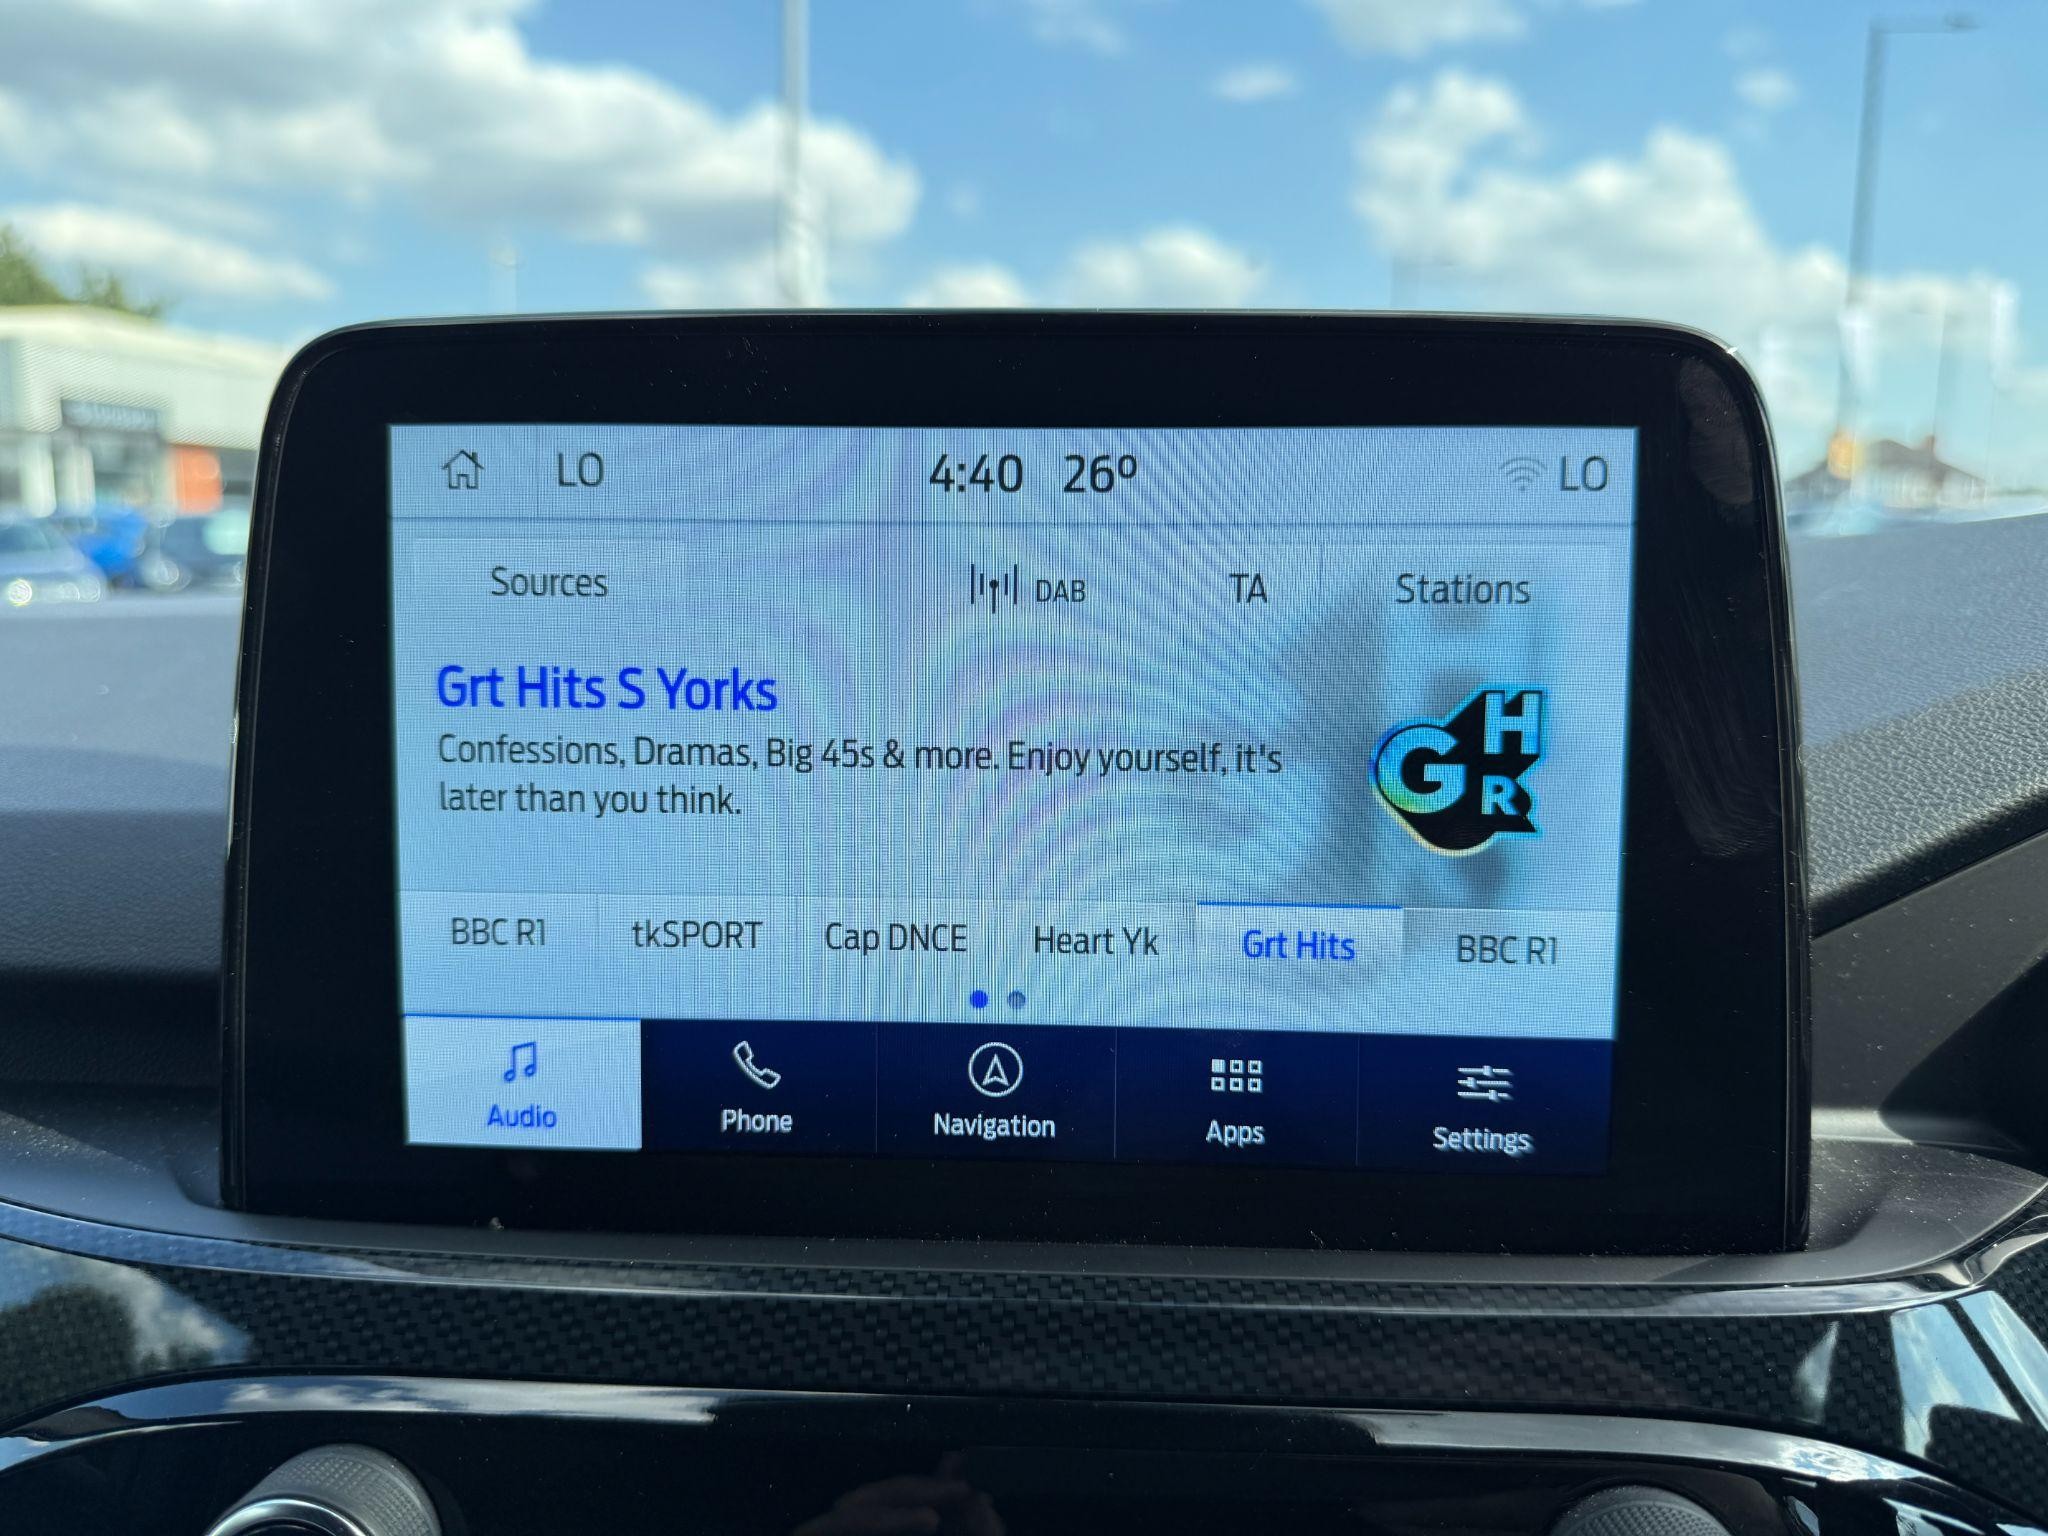 LO 4:40 26° LO
Sources DAB TA Stations
Grt Hits S Yorks
Confessions, Dramas, Big 45s & more. Enjoy yourself, it's
later than you think.
GHR
BBC R1 tkSPORT Cap DNCE Heart Yk Grt Hits BBC R1
Audio Phone Navigation Apps Settings